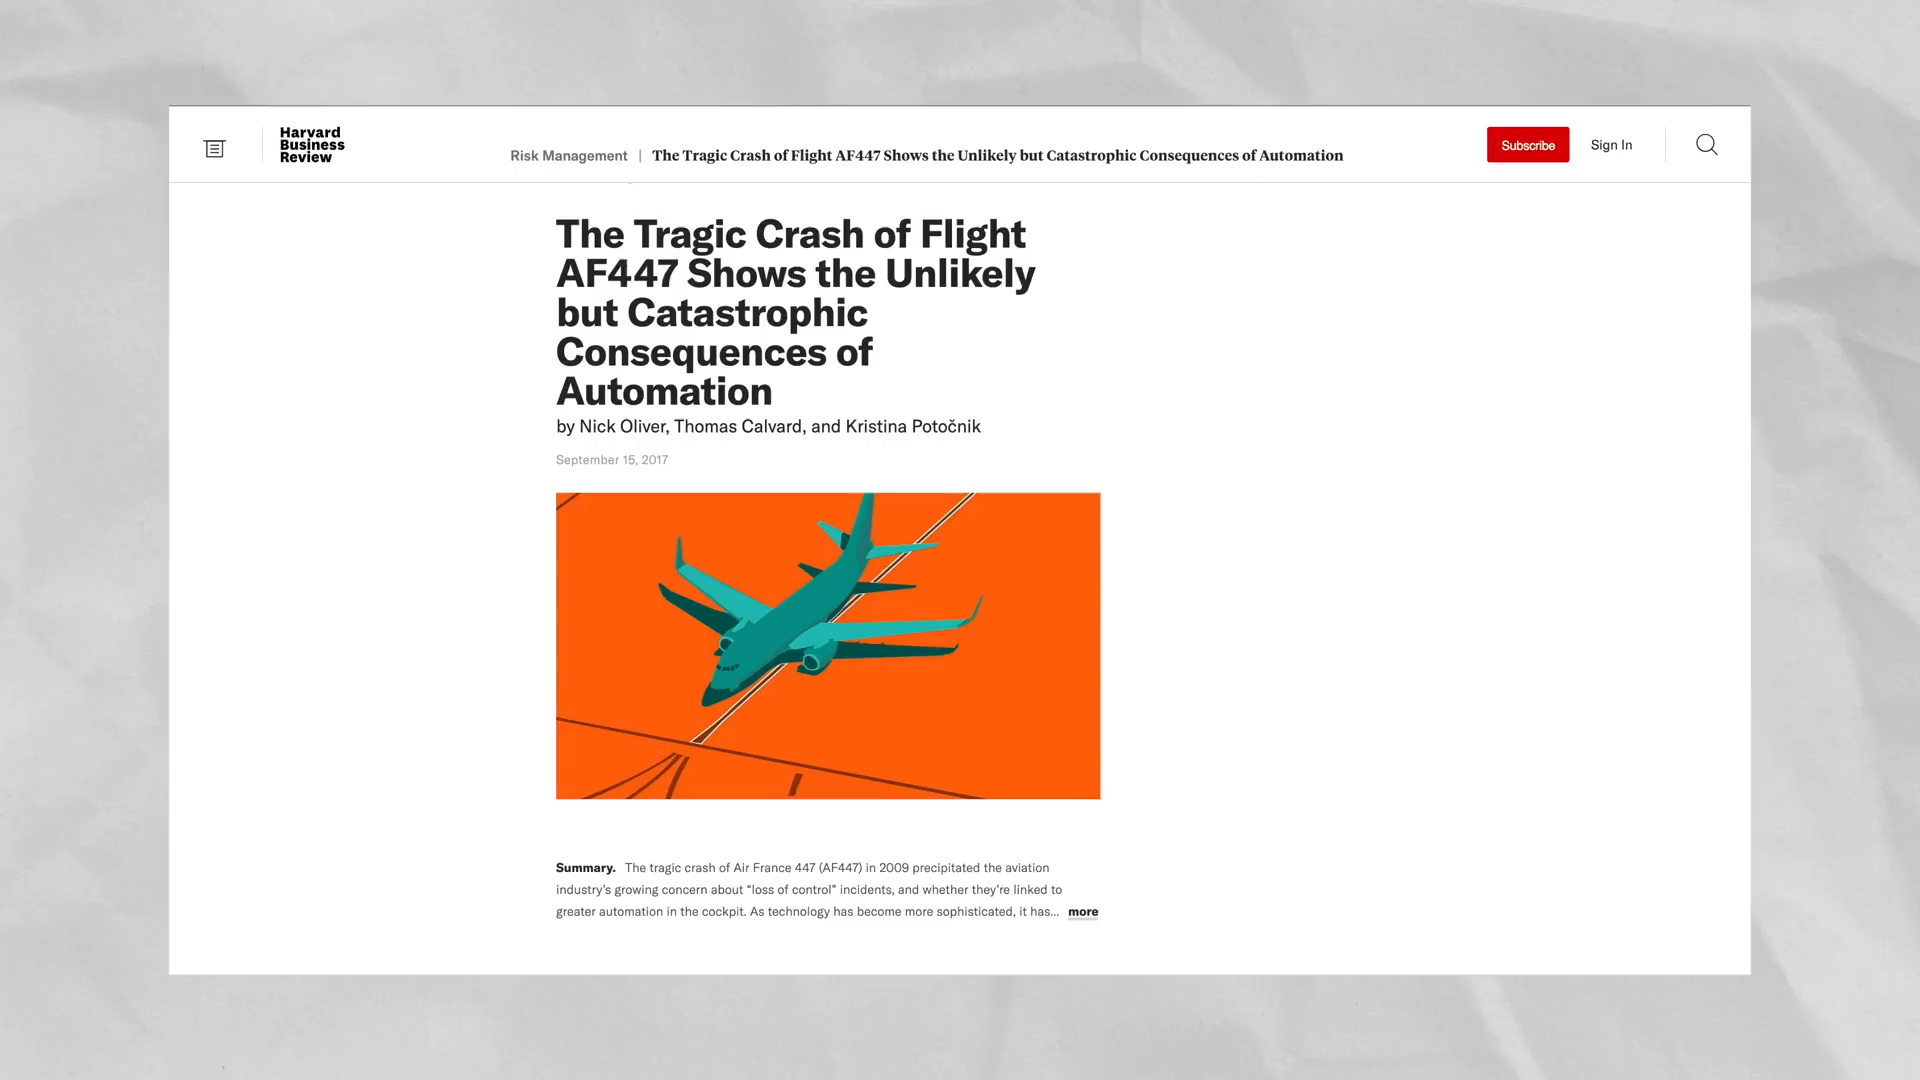 Harvard
Business
Review
Risk Management | The Tragic Crash of Flight AF447 Shows the Unlikely but Catastrophic Consequences of Automation
Subscribe
Sign In
The Tragic Crash of Flight
AF447 Shows the Unlikely
but Catastrophic
Consequences of
Automation
by Nick Oliver, Thomas Calvard, and Kristina Potočnik
September 15, 2017
Summary. The tragic crash of Air France 447 (AF447) in 2009 precipitated the aviation
industry’s growing concern about “loss of control” incidents, and whether they’re linked to
greater automation in the cockpit. As technology has become more sophisticated, it has... more